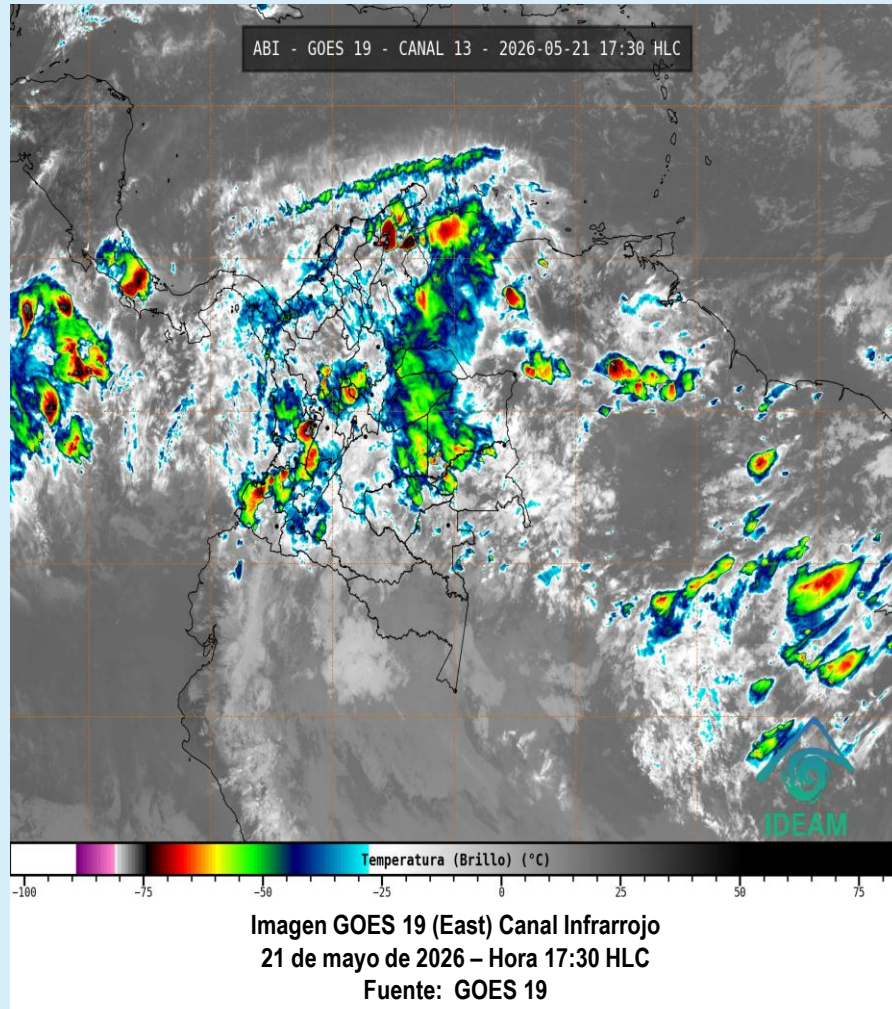 ABI - GOES 19 - CANAL 13 - 2026-05-21 17:30 HLC
IDEAM
Temperatura (Brillo) (°C)
−100 −75 −50 −25 0 25 50 75
Imagen GOES 19 (East) Canal Infrarrojo
21 de mayo de 2026 – Hora 17:30 HLC
Fuente: GOES 19